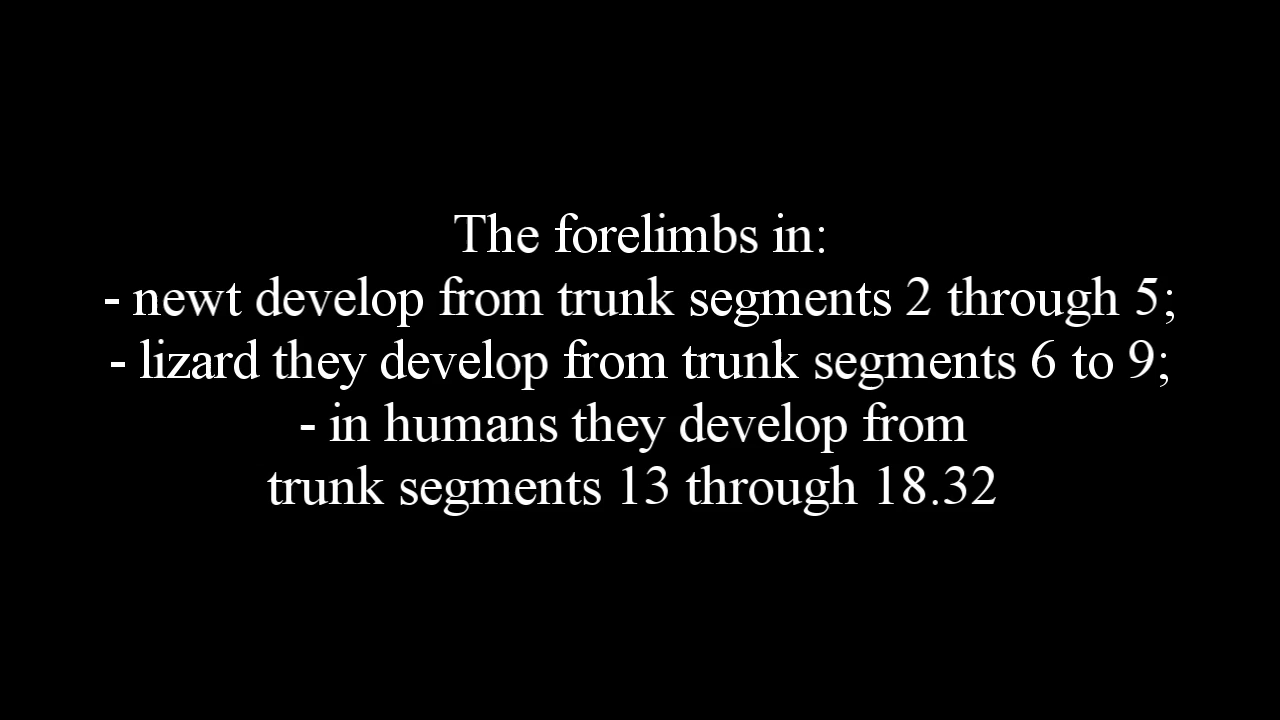 The forelimbs in:
- newt develop from trunk segments 2 through 5;
- lizard they develop from trunk segments 6 to 9;
- in humans they develop from
trunk segments 13 through 18.32